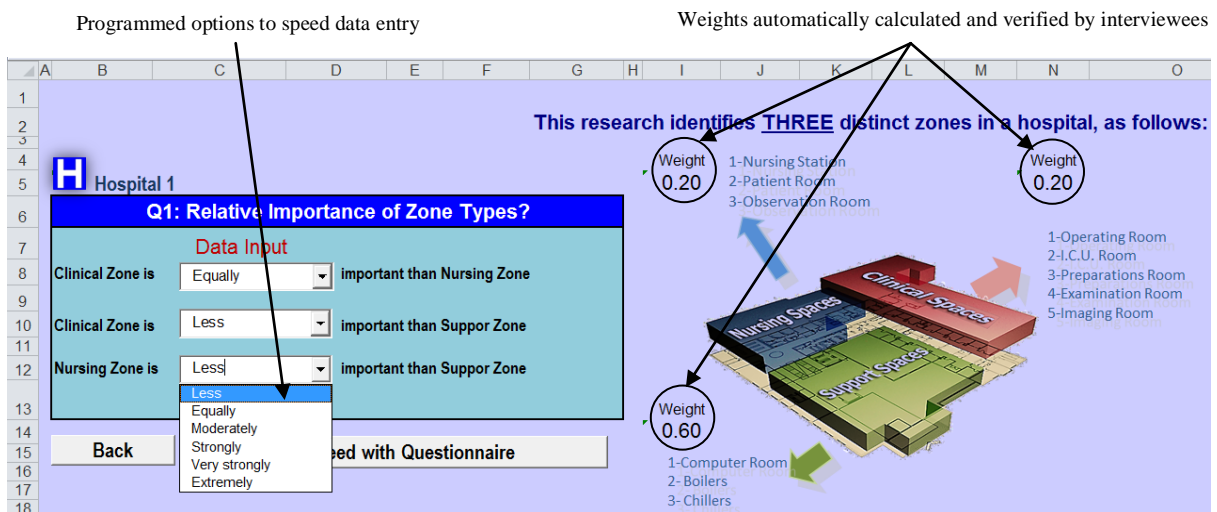 Programmed options to speed data entry
Weights automatically calculated and verified by interviewees
A B C D E F G H I J K L M N O
1
2
3
4
5
6
7
8
9
10
11
12
13
14
15
16
17
18
This research identifies THREE distinct zones in a hospital, as follows:
H Hospital 1
Q1: Relative Importance of Zone Types?
Data Input
Clinical Zone is Equally important than Nursing Zone
Clinical Zone is Less important than Suppor Zone
Nursing Zone is Less important than Suppor Zone
Less
Equally
Moderately
Strongly
Very strongly
Extremely
Back
with Questionnaire
Weight
0.20
1-Nursing Station
2-Patient Room
3-Observation Room
Weight
0.20
1-Operating Room
2-I.C.U. Room
3-Preparations Room
4-Examination Room
5-Imaging Room
Clinical Spaces
Nursing Spaces
Support Spaces
Weight
0.60
1-Computer Room
2- Boilers
3- Chillers